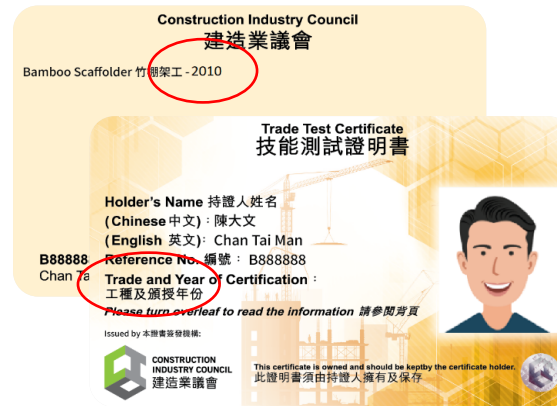 Construction Industry Council
建造業議會
Bamboo Scaffolder 竹棚架工 - 2010
B88888
Chan Ta
Trade Test Certificate
技能測試證明書
Holder's Name 持證人姓名
(Chinese 中文)：陳大文
(English 英文)： Chan Tai Man
Reference No. 編號： B888888
Trade and Year of Certification：
工種及頒授年份
Please turn overleaf to read the information 請參閱背頁
Issued by 本證書簽發機構:
CONSTRUCTION
INDUSTRY COUNCIL
建造業議會
This certificate is owned and should be keptby the certificate holder.
此證明書須由持證人擁有及保存